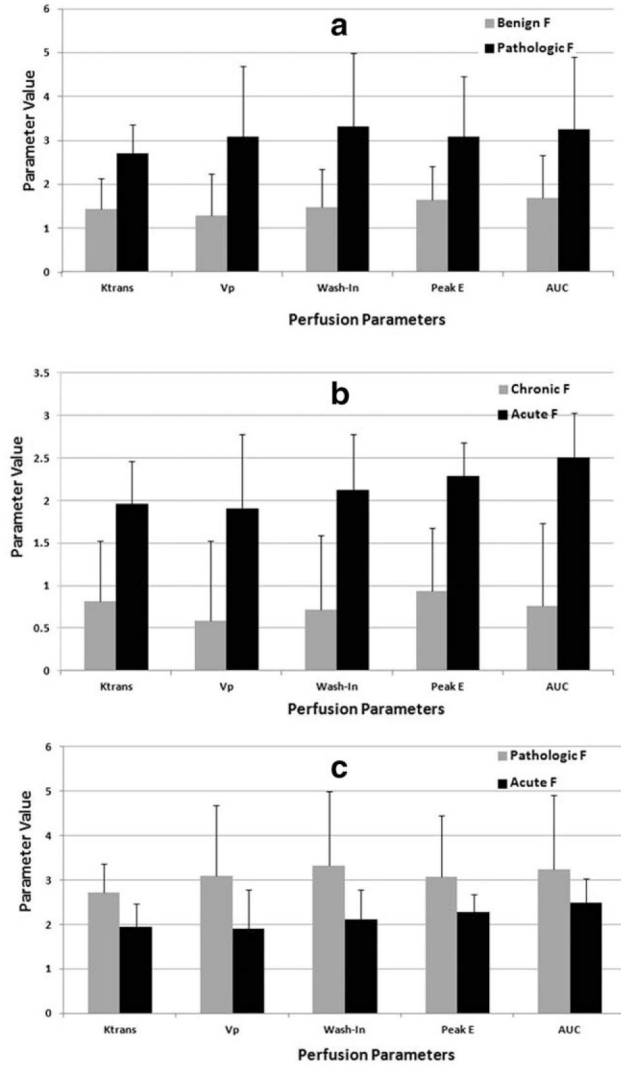 a
Benign F
Pathologic F
Parameter Value
6
5
4
3
2
1
0
Ktrans Vp Wash-In Peak E AUC
Perfusion Parameters
b
Chronic F
Acute F
Parameter Value
3.5
3
2.5
2
1.5
1
0.5
0
Ktrans Vp Wash-In Peak E AUC
Perfusion Parameters
c
Pathologic F
Acute F
Parameter Value
6
5
4
3
2
1
0
Ktrans Vp Wash-In Peak E AUC
Perfusion Parameters